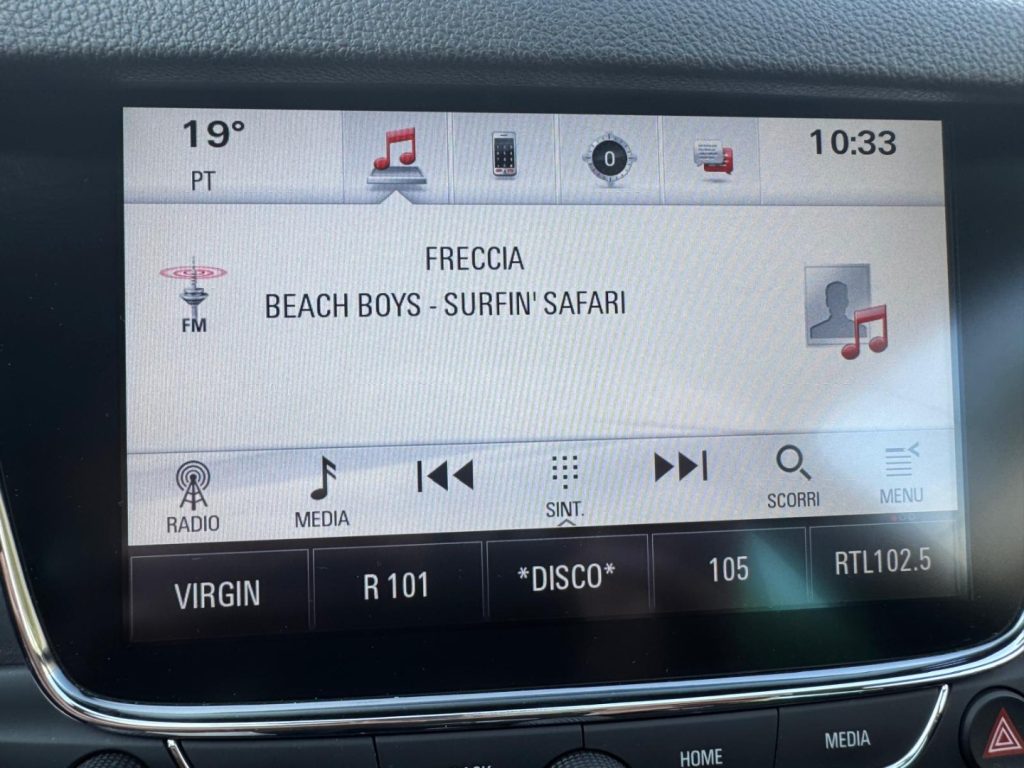 19°
PT
0
10:33
FRECCIA
FM
BEACH BOYS - SURFIN' SAFARI
RADIO
MEDIA
SINT.
SCORRI
MENU
VIRGIN
R 101
*DISCO*
105
RTL102.5
HOME
MEDIA